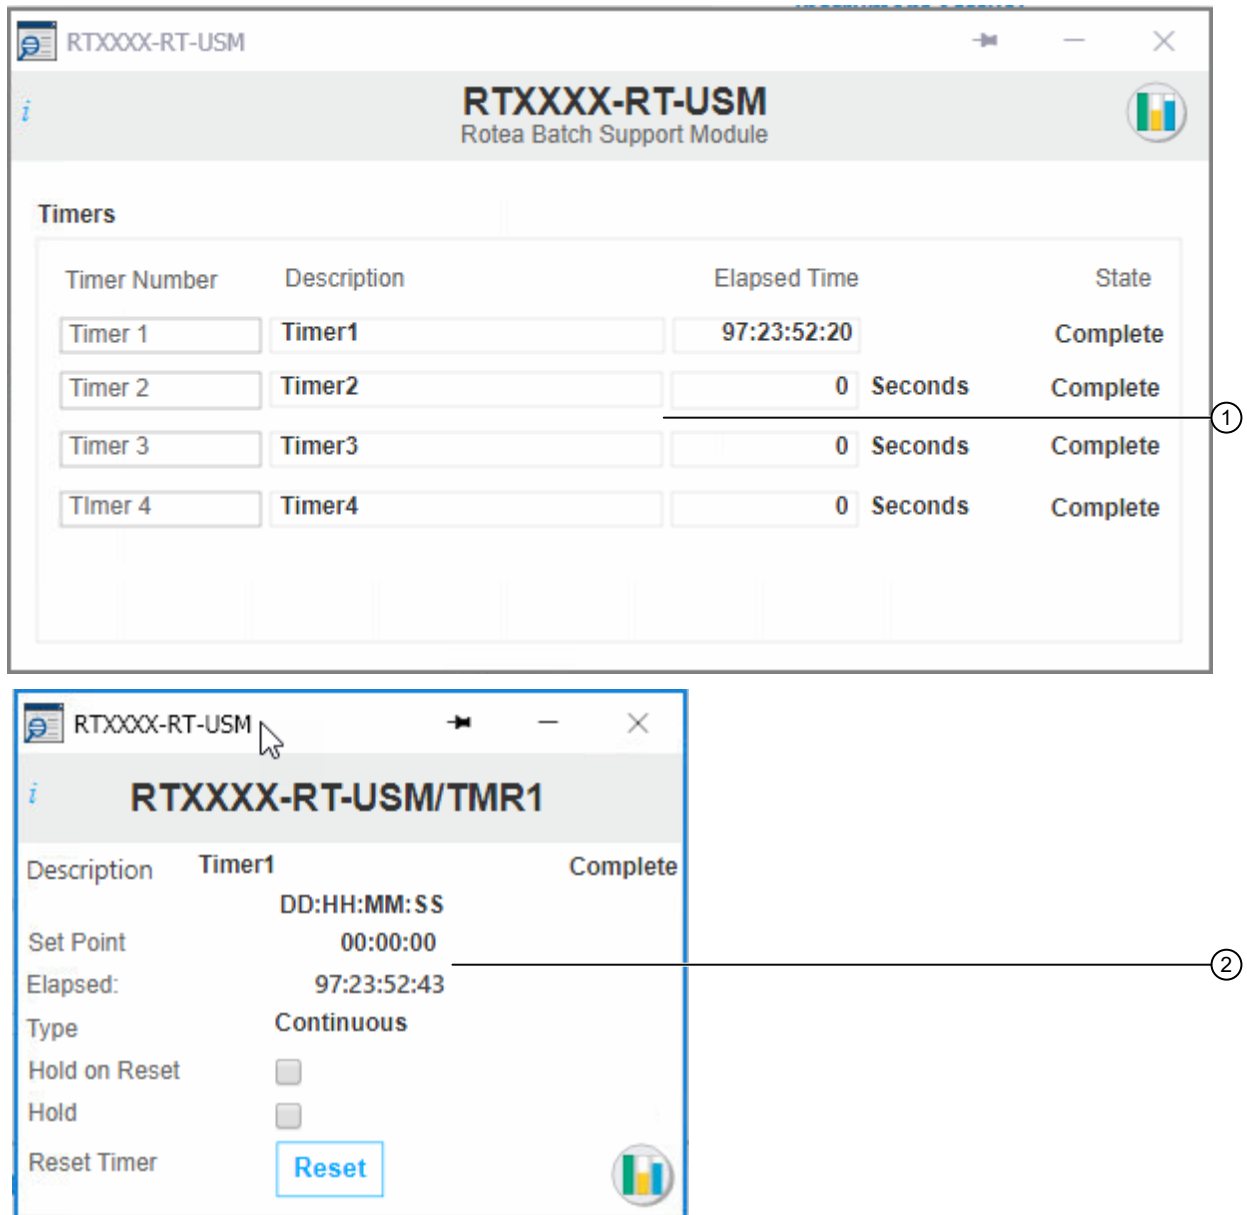 RTXXXX-RT-USM
i
RTXXXX-RT-USM
Rotea Batch Support Module
Timers
Timer Number Description Elapsed Time State
Timer 1 Timer1 97:23:52:20 Complete
Timer 2 Timer2 0 Seconds Complete
1
Timer 3 Timer3 0 Seconds Complete
TImer 4 Timer4 0 Seconds Complete
RTXXXX-RT-USM
i
RTXXXX-RT-USM/TMR1
Description Timer1 Complete
DD:HH:MM:SS
Set Point 00:00:00
2
Elapsed: 97:23:52:43
Type Continuous
Hold on Reset
Hold
Reset Timer Reset